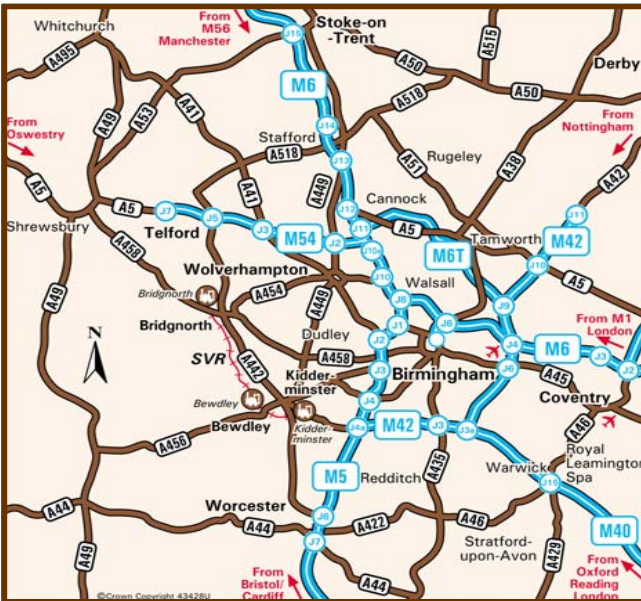 From
M56
Manchester
Stoke-on
-Trent
Whitchurch
A495
J15
A515
Derby
M6
A50
A50
A49
A53
A41
A518
J14
Stafford
From
Oswestry
From
Nottingham
A38
A518
J13
A51
Rugeley
A42
A5
A41
A449
Cannock
J12
J11
A5
Tamworth
J11
M42
Shrewsbury
A5
J7
J5
J3
M54
J2
J10a
M6T
J10
A5
Telford
A458
Wolverhampton
J10
Walsall
J9
Bridgnorth
A454
A449
J8
From M1
London
A49
Bridgnorth
Dudley
J1
J6
J4
M6
J3
J2
N
SVR
A442
A458
J2
Birmingham
J6
A45
Kidder-
minster
J3
Coventry
Bewdley
J4
Bewdley
Kidder-
minster
J4a
M42
J3
J3a
A46
A456
A435
Warwick
Royal
Leamington
Spa
M5
Redditch
J15
A44
Worcester
J6
A44
A422
A46
M40
J7
Stratford-
upon-Avon
A429
A49
A44
From
Bristol/
Cardiff
From
Oxford
Reading
London
©Crown Copyright 43428U